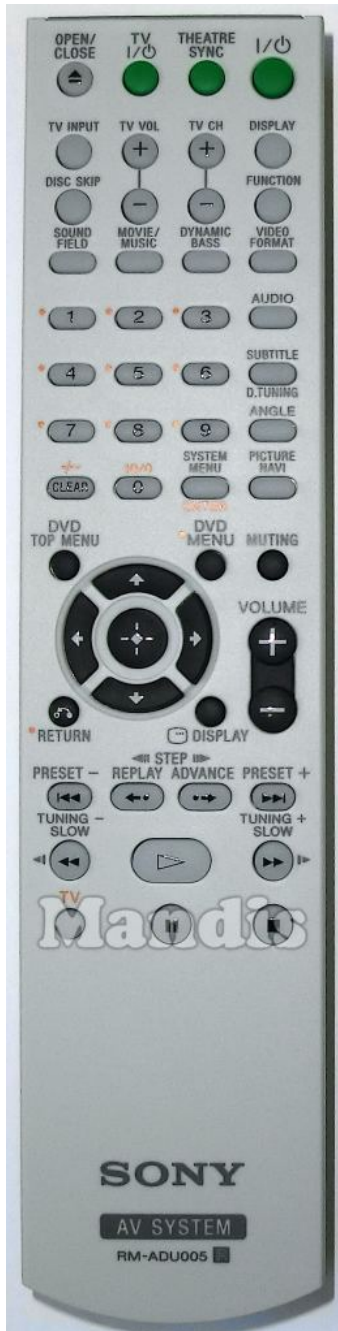 OPEN/ CLOSE
TV I/⏻
THEATRE SYNC
I/⏻
TV INPUT TV VOL TV CH DISPLAY
+ +
DISC SKIP FUNCTION
− −
SOUND FIELD
MOVIE/ MUSIC
DYNAMIC BASS
VIDEO FORMAT
AUDIO
1 2 3
SUBTITLE
4 5 6
D.TUNING
ANGLE
7 8 9
-/-- 10/0
SYSTEM MENU
PICTURE NAVI
CLEAR 0
ENTER
DVD TOP MENU
DVD MENU
MUTING
VOLUME
+
−
RETURN DISPLAY
STEP
PRESET − REPLAY ADVANCE PRESET +
TUNING − SLOW
TUNING + SLOW
TV
Mandis
SONY
AV SYSTEM
RM-ADU005